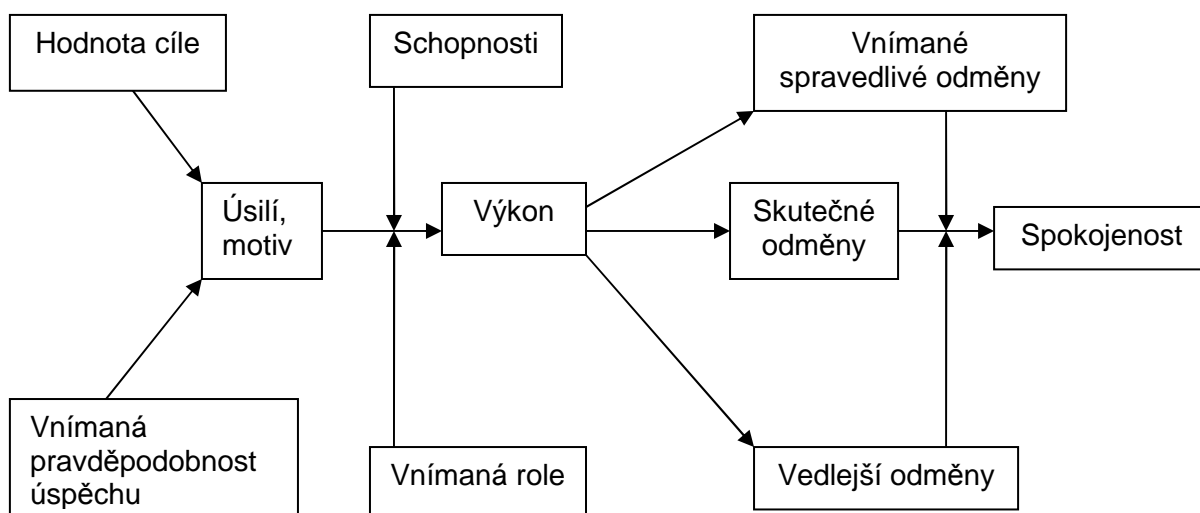 Hodnota cíle
Schopnosti
Vnímané
spravedlivé odměny
Úsilí,
motiv
Výkon
Skutečné
odměny
Spokojenost
Vnímaná
pravděpodobnost
úspěchu
Vnímaná role
Vedlejší odměny